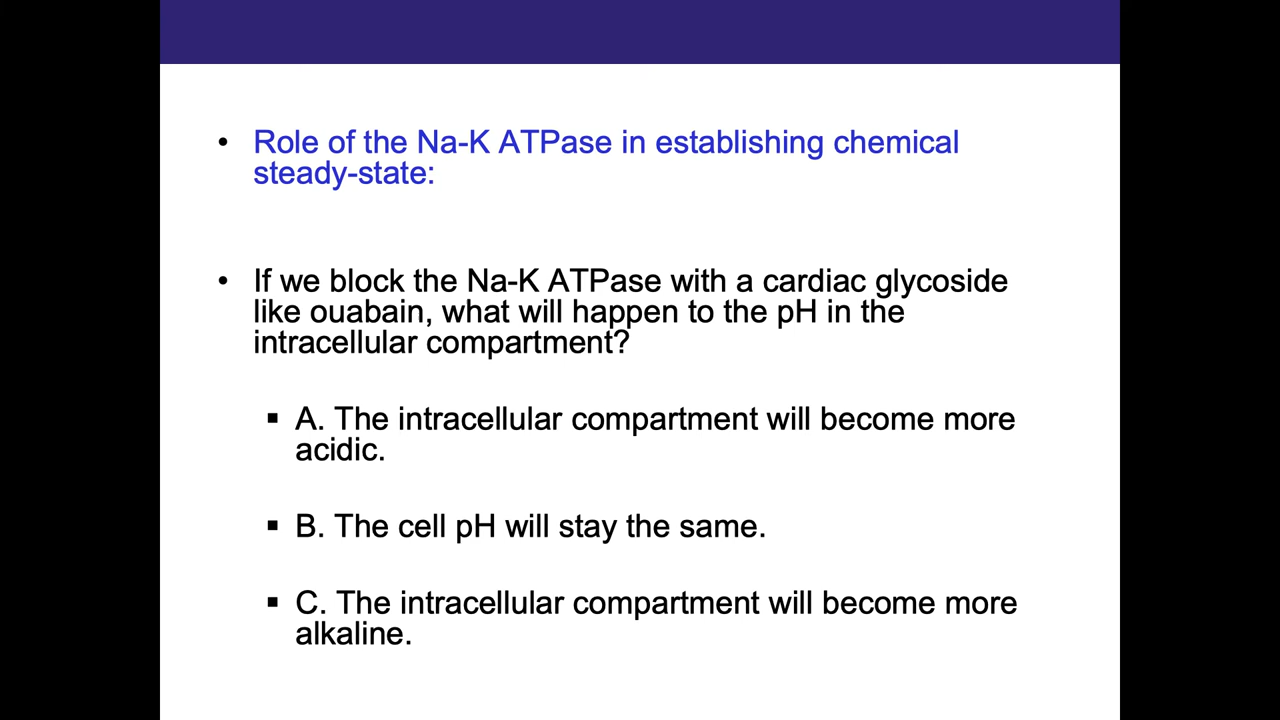 • Role of the Na-K ATPase in establishing chemical
steady-state:
• If we block the Na-K ATPase with a cardiac glycoside
like ouabain, what will happen to the pH in the
intracellular compartment?
▪ A. The intracellular compartment will become more
acidic.
▪ B. The cell pH will stay the same.
▪ C. The intracellular compartment will become more
alkaline.